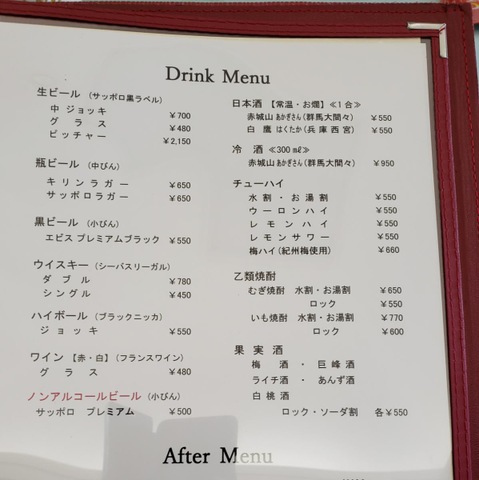 Drink Menu
生ビール （サッポロ黒ラベル）
中 ジョッキ ￥700
グ ラ ス ￥480
ピッチャー ￥2,150
瓶ビール （中びん）
キリンラガー ￥650
サッポロラガー ￥650
黒ビール （小びん）
エビス プレミアムブラック ￥550
ウイスキー （シーバスリーガル）
ダ ブ ル ￥780
シ ン グ ル ￥450
ハイボール （ブラックニッカ）
ジ ョ ッ キ ￥550
ワイン 【赤・白】（フランスワイン）
グ ラ ス ￥480
ノンアルコールビール （小びん）
サッポロ プレミアム ￥500
日本酒 【常温・お燗】≪１合≫
赤城山 あかぎさん（群馬大間々） ￥550
白 鷹 はくたか（兵庫西宮） ￥550
冷 酒 ≪300㎖≫
赤城山 あかぎさん（群馬大間々） ￥950
チューハイ
水 割 ・ お 湯 割 ￥550
ウ ー ロ ン ハ イ ￥550
レ モ ン ハ イ ￥550
レ モ ン サ ワ ー ￥550
梅ハイ（紀州梅使用） ￥660
乙類焼酎
むぎ焼酎 水割・お湯割 ￥650
ロック ￥550
いも焼酎 水割・お湯割 ￥770
ロック ￥600
果 実 酒
梅 酒 ・ 巨峰酒
ライチ酒 ・ あんず酒
白 桃 酒
ロック・ソーダ割 各￥550
After Menu